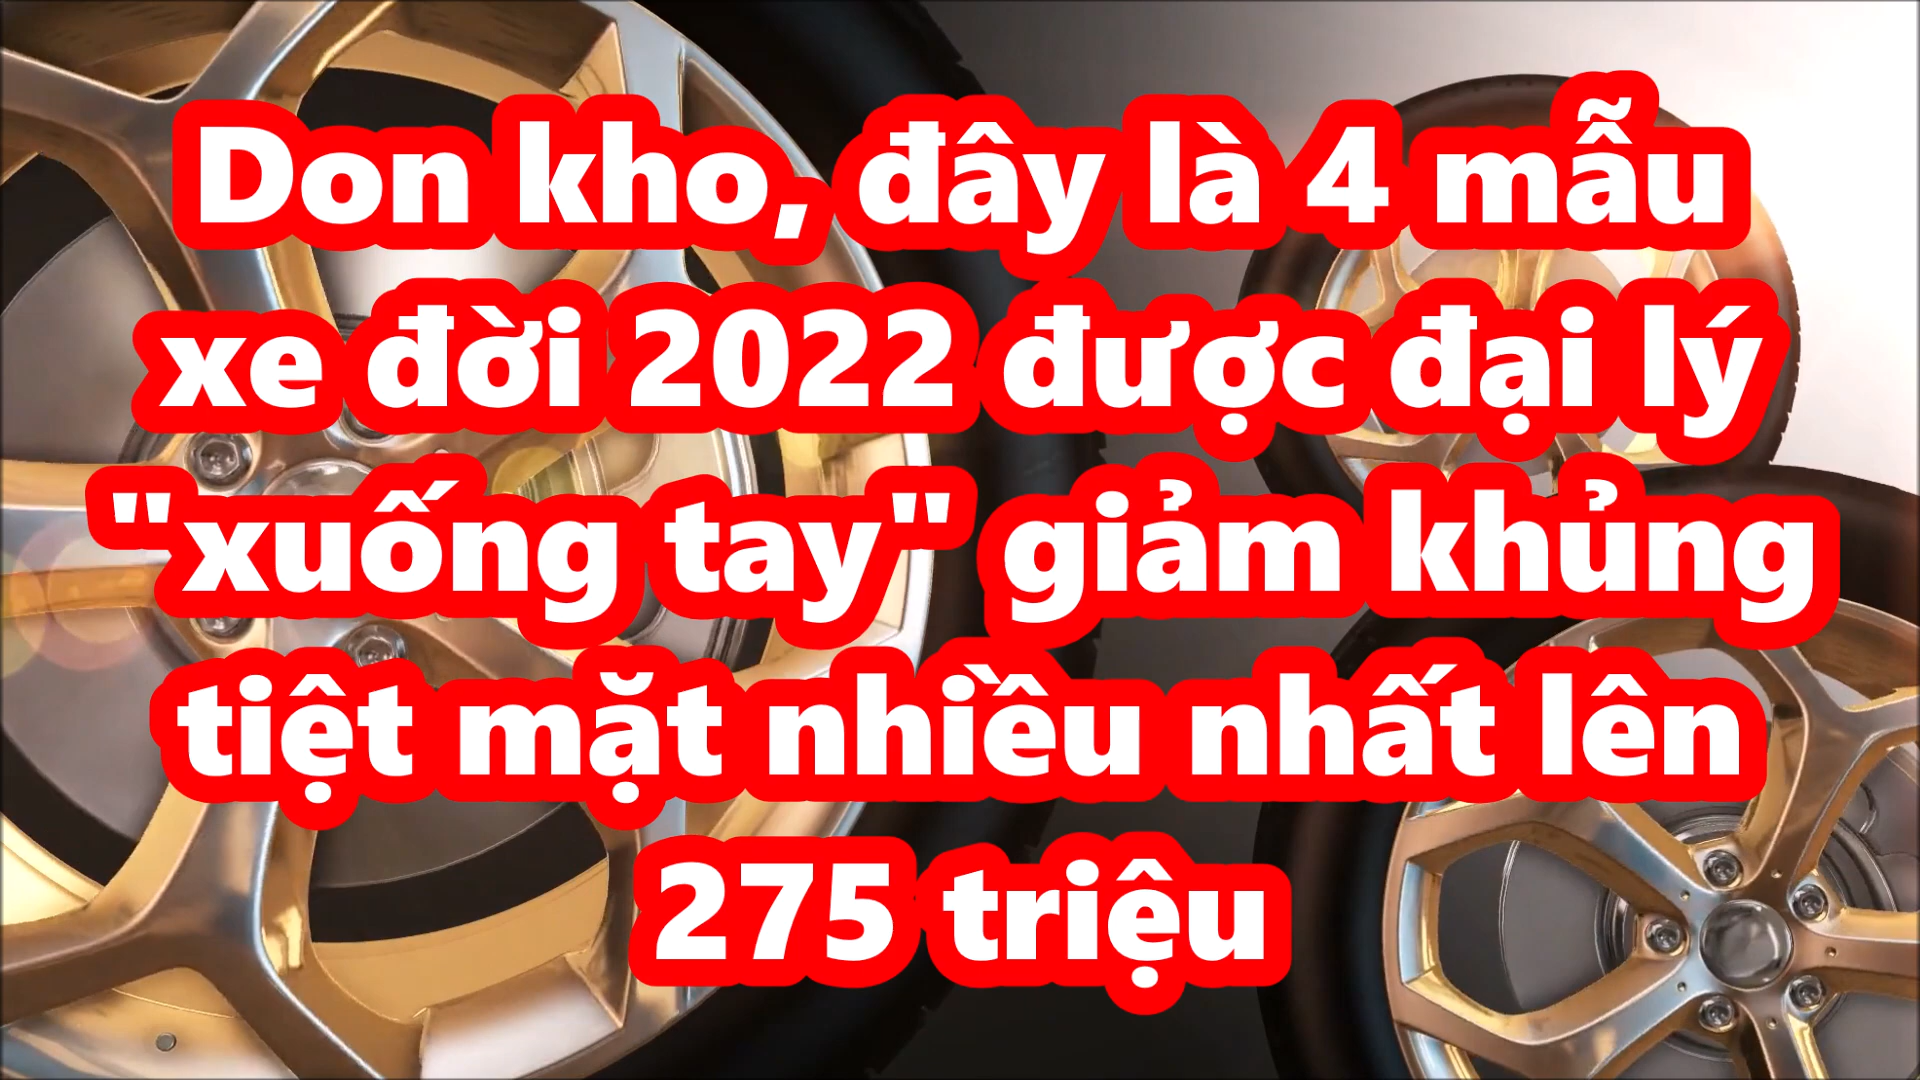 Don kho, đây là 4 mẫu
xe đời 2022 được đại lý
"xuống tay" giảm khủng
tiệt mặt nhiều nhất lên
275 triệu